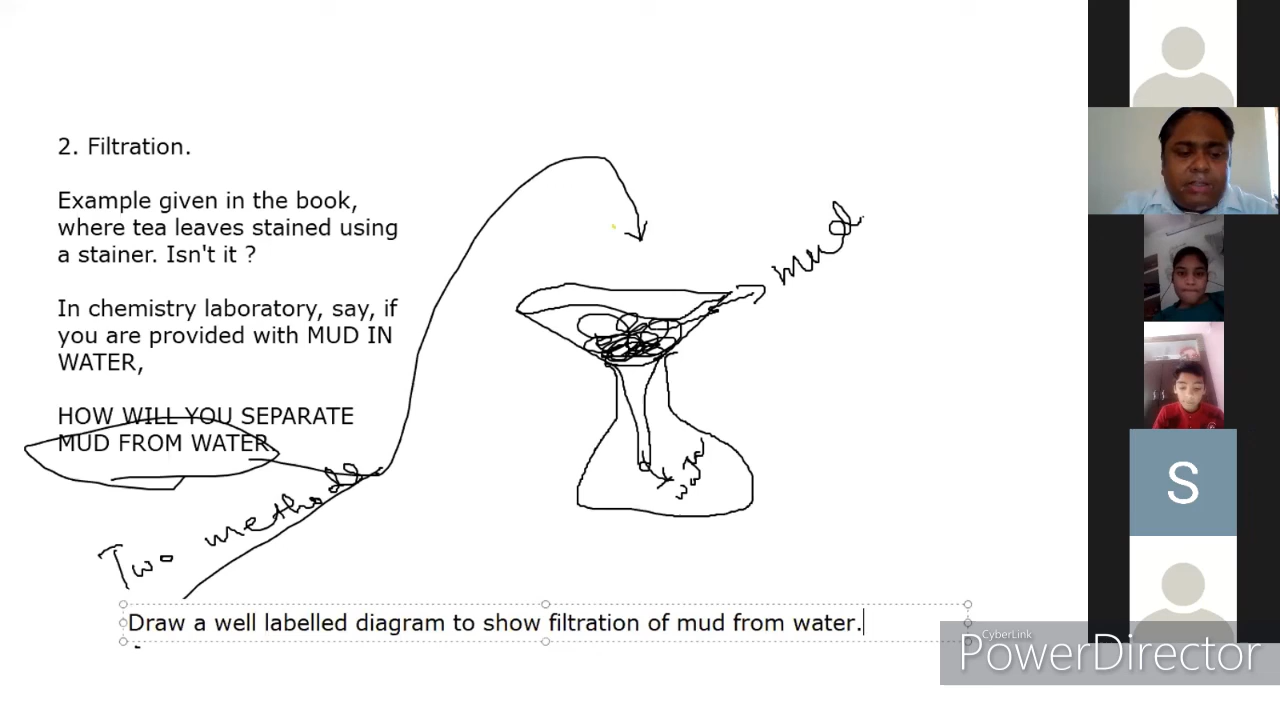 2. Filtration.
Example given in the book,
where tea leaves stained using
a stainer. Isn't it ?
In chemistry laboratory, say, if
you are provided with MUD IN
WATER,
HOW WILL YOU SEPARATE
MUD FROM WATER
Two methods
mud
water
Draw a well labelled diagram to show filtration of mud from water.
S
CyberLink
PowerDirector